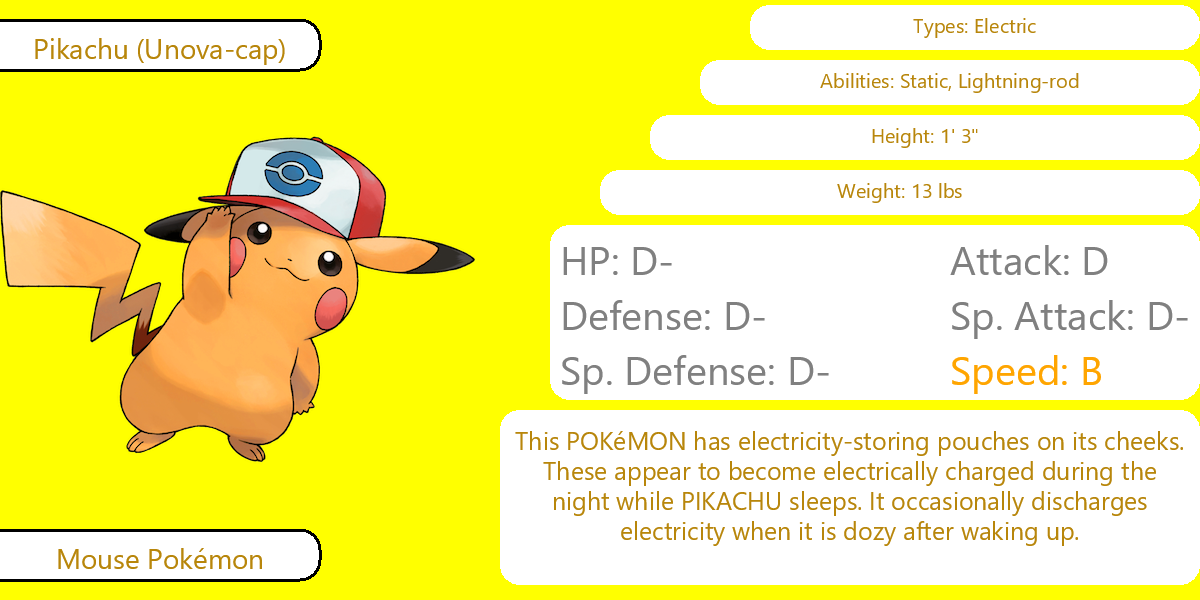 Pikachu (Unova-cap)
Types: Electric
Abilities: Static, Lightning-rod
Height: 1' 3"
Weight: 13 lbs
HP: D-
Attack: D
Defense: D-
Sp. Attack: D-
Sp. Defense: D-
Speed: B
This POKéMON has electricity-storing pouches on its cheeks.
These appear to become electrically charged during the
night while PIKACHU sleeps. It occasionally discharges
electricity when it is dozy after waking up.
Mouse Pokémon